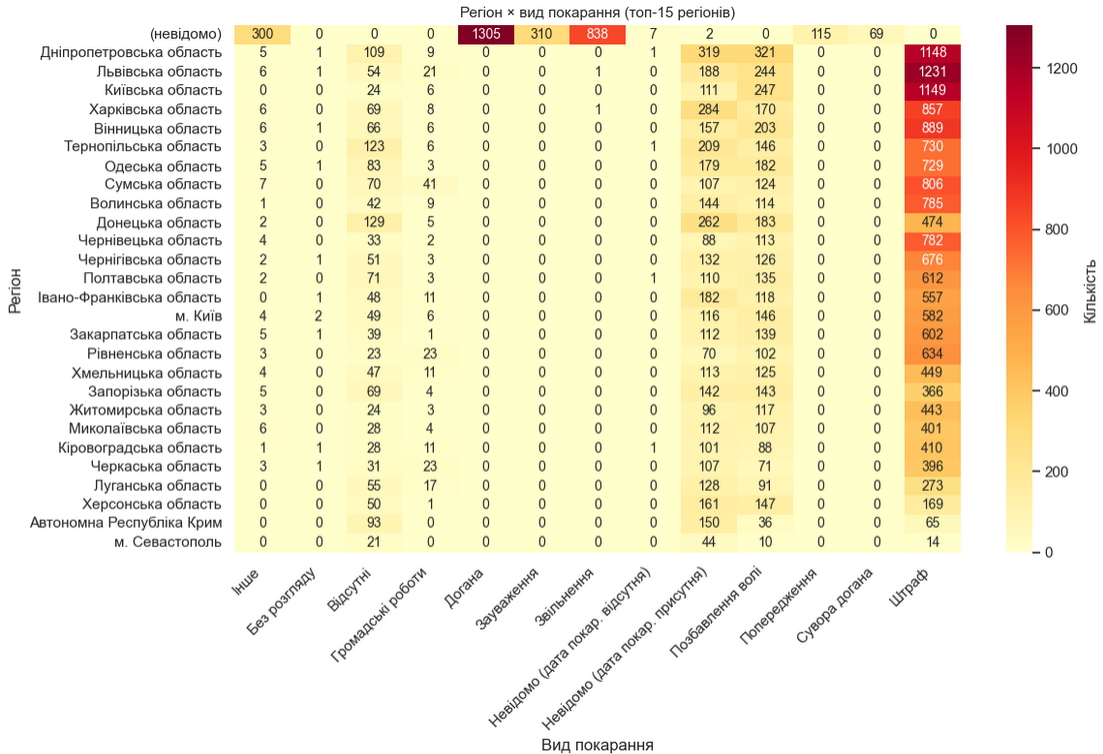 Регіон × вид покарання (топ-15 регіонів)
(невідомо) 300 0 0 0 1305 310 838 7 2 0 115 69 0
Дніпропетровська область 5 1 109 9 0 0 0 1 319 321 0 0 1148
Львівська область 6 1 54 21 0 0 1 0 188 244 0 0 1231
Київська область 0 0 24 6 0 0 0 0 111 247 0 0 1149
Харківська область 6 0 69 8 0 0 1 0 284 170 0 0 857
Вінницька область 6 1 66 6 0 0 0 0 157 203 0 0 889
Тернопільська область 3 0 123 6 0 0 0 1 209 146 0 0 730
Одеська область 5 1 83 3 0 0 0 0 179 182 0 0 729
Сумська область 7 0 70 41 0 0 0 0 107 124 0 0 806
Волинська область 1 0 42 9 0 0 0 0 144 114 0 0 785
Донецька область 2 0 129 5 0 0 0 0 262 183 0 0 474
Чернівецька область 4 0 33 2 0 0 0 0 88 113 0 0 782
Чернігівська область 2 1 51 3 0 0 0 0 132 126 0 0 676
Полтавська область 2 0 71 3 0 0 0 1 110 135 0 0 612
Івано-Франківська область 0 1 48 11 0 0 0 0 182 118 0 0 557
м. Київ 4 2 49 6 0 0 0 0 116 146 0 0 582
Закарпатська область 5 1 39 1 0 0 0 0 112 139 0 0 602
Рівненська область 3 0 23 23 0 0 0 0 70 102 0 0 634
Хмельницька область 4 0 47 11 0 0 0 0 113 125 0 0 449
Запорізька область 5 0 69 4 0 0 0 0 142 143 0 0 366
Житомирська область 3 0 24 3 0 0 0 0 96 117 0 0 443
Миколаївська область 6 0 28 4 0 0 0 0 112 107 0 0 401
Кіровоградська область 1 1 28 11 0 0 0 1 101 88 0 0 410
Черкаська область 3 1 31 23 0 0 0 0 107 71 0 0 396
Луганська область 0 0 55 17 0 0 0 0 128 91 0 0 273
Херсонська область 0 0 50 1 0 0 0 0 161 147 0 0 169
Автономна Республіка Крим 0 0 93 0 0 0 0 0 150 36 0 0 65
м. Севастополь 0 0 21 0 0 0 0 0 44 10 0 0 14
Регіон
Інше
Без розгляду
Відсутні
Громадські роботи
Догана
Зауваження
Звільнення
Невідомо (дата покар. відсутня)
Невідомо (дата покар. присутня)
Позбавлення волі
Попередження
Сувора догана
Штраф
Вид покарання
1200
1000
800
600
400
200
0
Кількість